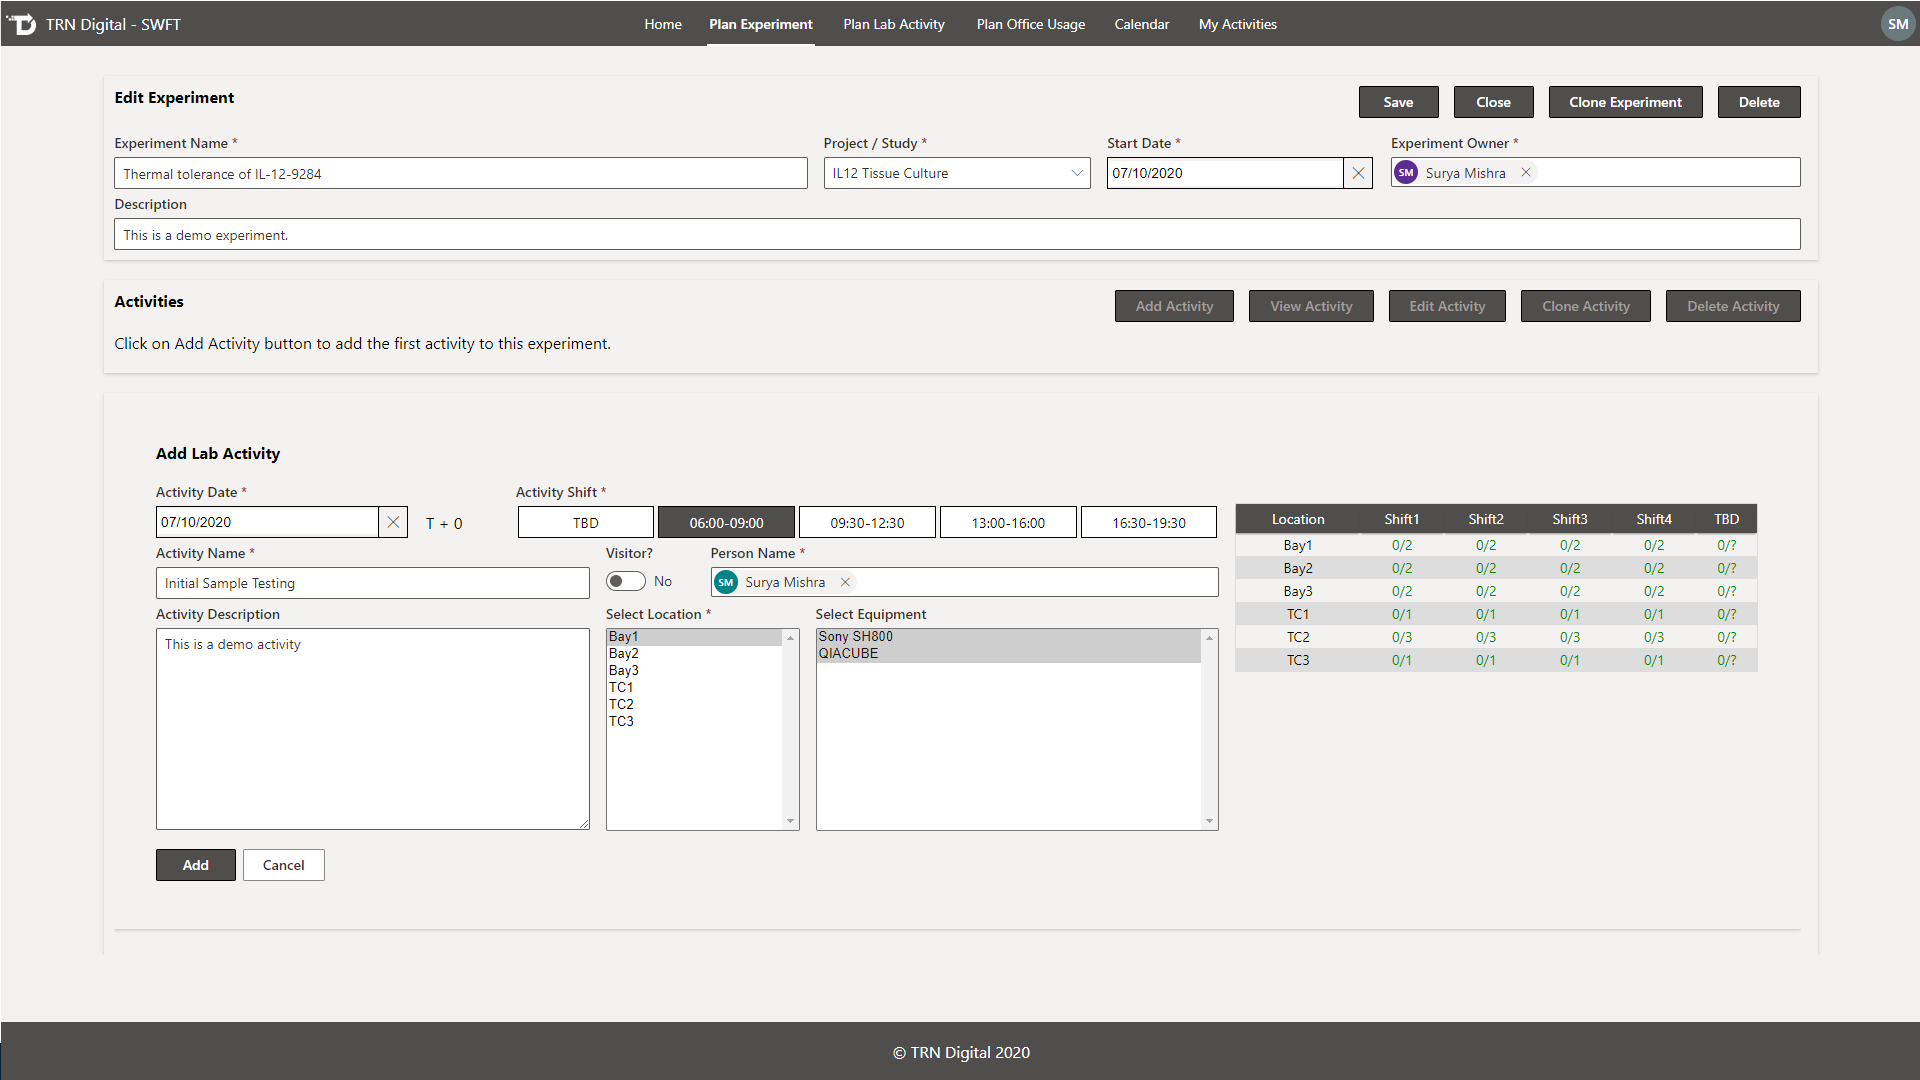 TRN Digital - SWFT
Home Plan Experiment Plan Lab Activity Plan Office Usage Calendar My Activities SM
Edit Experiment
Save Close Clone Experiment Delete
Experiment Name * Project / Study * Start Date * Experiment Owner *
Thermal tolerance of IL-12-9284 IL12 Tissue Culture 07/10/2020 SM Surya Mishra
Description
This is a demo experiment.
Activities
Add Activity View Activity Edit Activity Clone Activity Delete Activity
Click on Add Activity button to add the first activity to this experiment.
Add Lab Activity
Activity Date * Activity Shift *
07/10/2020 T + 0 TBD 06:00-09:00 09:30-12:30 13:00-16:00 16:30-19:30
Activity Name * Visitor? Person Name *
Initial Sample Testing No SM Surya Mishra
Activity Description Select Location * Select Equipment
This is a demo activity
Bay1
Bay2
Bay3
TC1
TC2
TC3
Sony SH800
QIACUBE
Location Shift1 Shift2 Shift3 Shift4 TBD
Bay1 0/2 0/2 0/2 0/2 0/?
Bay2 0/2 0/2 0/2 0/2 0/?
Bay3 0/2 0/2 0/2 0/2 0/?
TC1 0/1 0/1 0/1 0/1 0/?
TC2 0/3 0/3 0/3 0/3 0/?
TC3 0/1 0/1 0/1 0/1 0/?
Add Cancel
© TRN Digital 2020